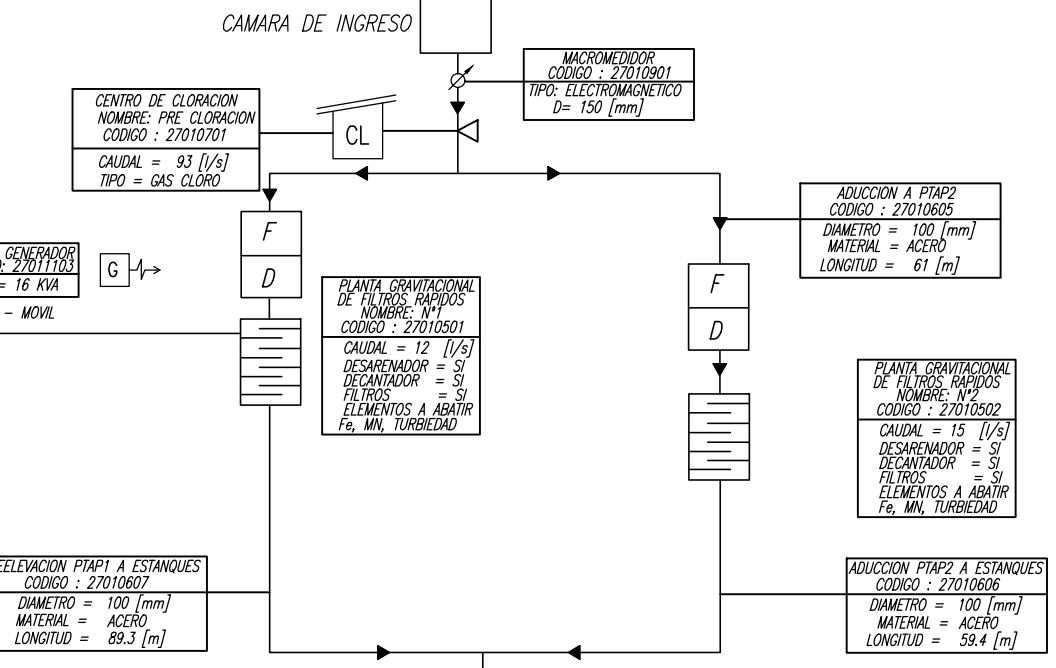 CAMARA DE INGRESO
MACROMEDIDOR
CODIGO : 27010901
TIPO: ELECTROMAGNETICO
D= 150 [mm]
CENTRO DE CLORACION
NOMBRE: PRE CLORACION
CODIGO : 27010701
CAUDAL = 93 [l/s]
TIPO = GAS CLORO
CL
ADUCCION A PTAP2
CODIGO : 27010605
DIAMETRO = 100 [mm]
MATERIAL = ACERO
LONGITUD = 61 [m]
F
D
GENERADOR
: 27011103
= 16 KVA
- MOVIL
G
PLANTA GRAVITACIONAL
DE FILTROS RAPIDOS
NOMBRE: N°1
CODIGO : 27010501
CAUDAL = 12 [l/s]
DESARENADOR = SI
DECANTADOR = SI
FILTROS = SI
ELEMENTOS A ABATIR
Fe, MN, TURBIEDAD
F
D
PLANTA GRAVITACIONAL
DE FILTROS RAPIDOS
NOMBRE: N°2
CODIGO : 27010502
CAUDAL = 15 [l/s]
DESARENADOR = SI
DECANTADOR = SI
FILTROS = SI
ELEMENTOS A ABATIR
Fe, MN, TURBIEDAD
EELEVACION PTAP1 A ESTANQUES
CODIGO : 27010607
DIAMETRO = 100 [mm]
MATERIAL = ACERO
LONGITUD = 89.3 [m]
ADUCCION PTAP2 A ESTANQUES
CODIGO : 27010606
DIAMETRO = 100 [mm]
MATERIAL = ACERO
LONGITUD = 59.4 [m]